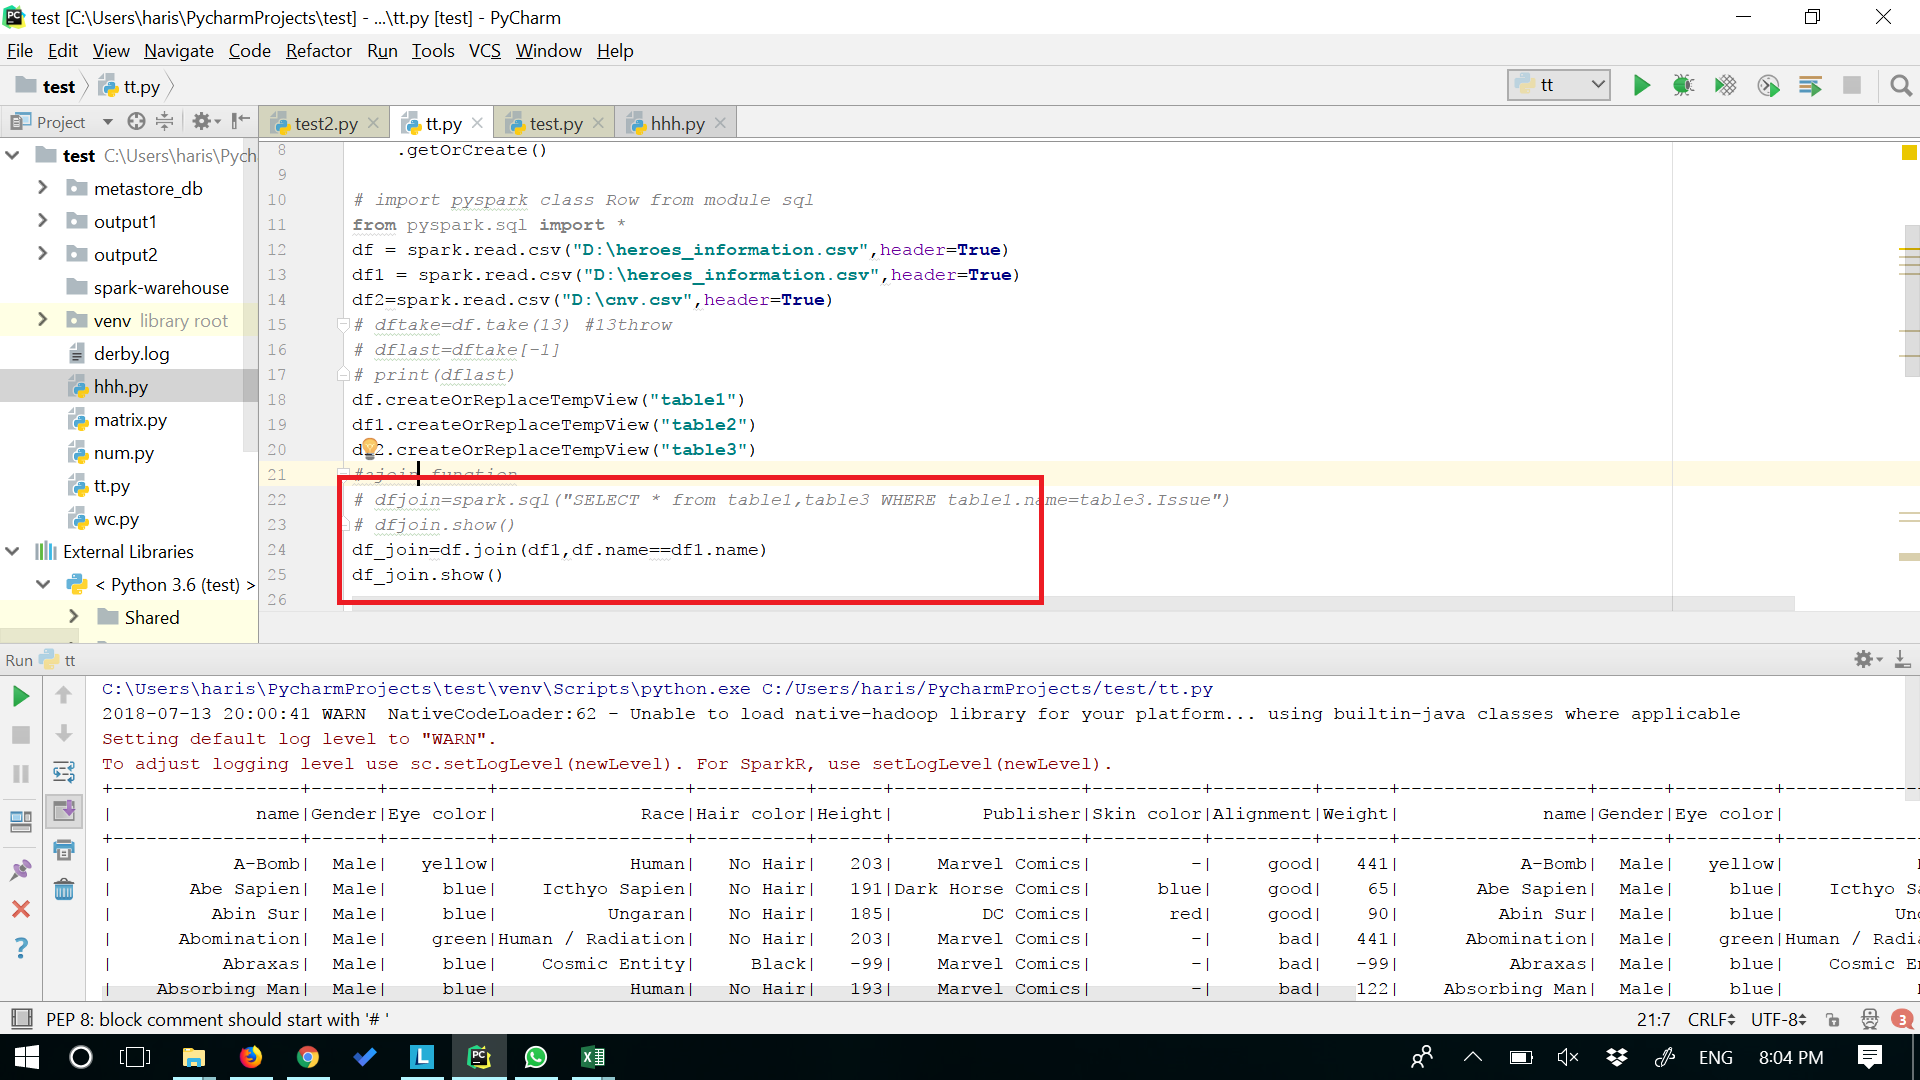 test [C:\Users\haris\PycharmProjects\test] - ...\tt.py [test] - PyCharm
File Edit View Navigate Code Refactor Run Tools VCS Window Help
test tt.py
tt
Project
test2.py tt.py test.py hhh.py
test C:\Users\haris\Pych
metastore_db
output1
output2
spark-warehouse
venv library root
derby.log
hhh.py
matrix.py
num.py
tt.py
wc.py
External Libraries
< Python 3.6 (test) >
Shared
8 .getOrCreate()
9
10 # import pyspark class Row from module sql
11 from pyspark.sql import *
12 df = spark.read.csv("D:\heroes_information.csv",header=True)
13 df1 = spark.read.csv("D:\heroes_information.csv",header=True)
14 df2=spark.read.csv("D:\cnv.csv",header=True)
15 # dftake=df.take(13) #13throw
16 # dflast=dftake[-1]
17 # print(dflast)
18 df.createOrReplaceTempView("table1")
19 df1.createOrReplaceTempView("table2")
20 df2.createOrReplaceTempView("table3")
21 function
22 # dfjoin=spark.sql("SELECT * from table1,table3 WHERE table1.name=table3.Issue")
23 # dfjoin.show()
24 df_join=df.join(df1,df.name==df1.name)
25 df_join.show()
26
Run tt
C:\Users\haris\PycharmProjects\test\venv\Scripts\python.exe C:/Users/haris/PycharmProjects/test/tt.py
2018-07-13 20:00:41 WARN  NativeCodeLoader:62 - Unable to load native-hadoop library for your platform... using builtin-java classes where applicable
Setting default log level to "WARN".
To adjust logging level use sc.setLogLevel(newLevel). For SparkR, use setLogLevel(newLevel).
+-----------------+------+----------+-----------------+----------+------+-----------------+----------+---------+------+-----------------+------+----------+------------
|             name|Gender|Eye color|             Race|Hair color|Height|        Publisher|Skin color|Alignment|Weight|             name|Gender|Eye color|
+-----------------+------+----------+-----------------+----------+------+-----------------+----------+---------+------+-----------------+------+----------+------------
|           A-Bomb|  Male|   yellow|            Human|   No Hair|   203|    Marvel Comics|         -|     good|   441|           A-Bomb|  Male|   yellow|
|       Abe Sapien|  Male|     blue|    Icthyo Sapien|   No Hair|   191|Dark Horse Comics|      blue|     good|    65|       Abe Sapien|  Male|     blue|    Icthyo Sa
|         Abin Sur|  Male|     blue|          Ungaran|   No Hair|   185|        DC Comics|       red|     good|    90|         Abin Sur|  Male|     blue|          Un
|      Abomination|  Male|    green|Human / Radiation|   No Hair|   203|    Marvel Comics|         -|      bad|   441|      Abomination|  Male|    green|Human / Radia
|          Abraxas|  Male|     blue|    Cosmic Entity|     Black|   -99|    Marvel Comics|         -|      bad|   -99|          Abraxas|  Male|     blue|    Cosmic En
|    Absorbing Man|  Male|     blue|            Human|   No Hair|   193|    Marvel Comics|         -|      bad|   122|    Absorbing Man|  Male|     blue|
PEP 8: block comment should start with '# '
21:7 CRLF UTF-8 3
ENG 8:04 PM